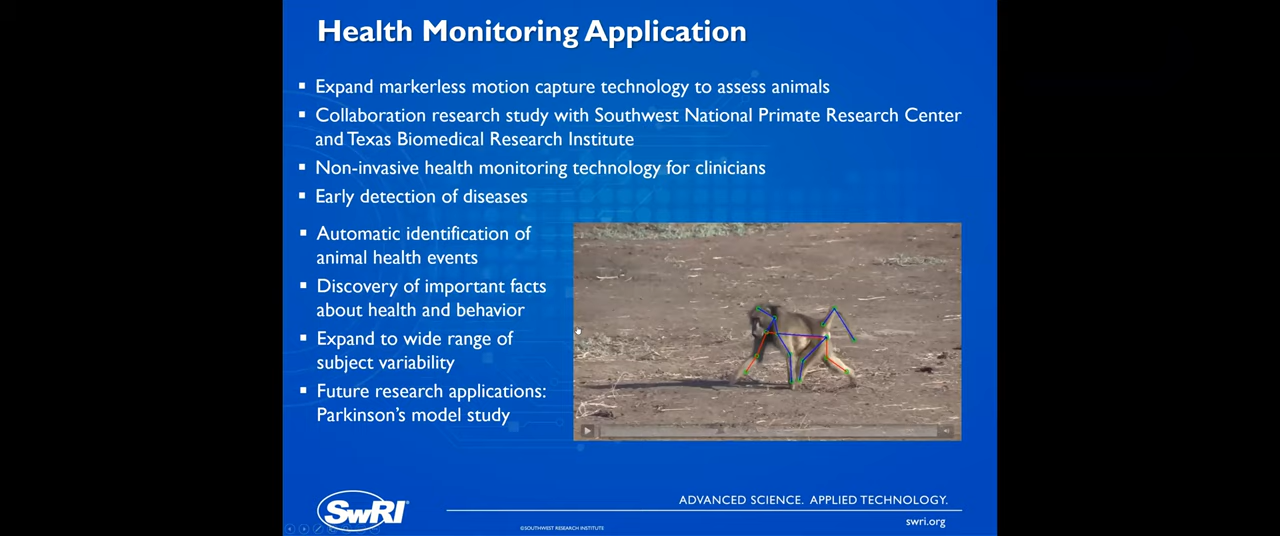 Health Monitoring Application
Expand markerless motion capture technology to assess animals
Collaboration research study with Southwest National Primate Research Center
and Texas Biomedical Research Institute
Non-invasive health monitoring technology for clinicians
Early detection of diseases
Automatic identification of
animal health events
Discovery of important facts
about health and behavior
Expand to wide range of
subject variability
Future research applications:
Parkinson's model study
SwRI®
ADVANCED SCIENCE. APPLIED TECHNOLOGY.
swri.org
©SOUTHWEST RESEARCH INSTITUTE